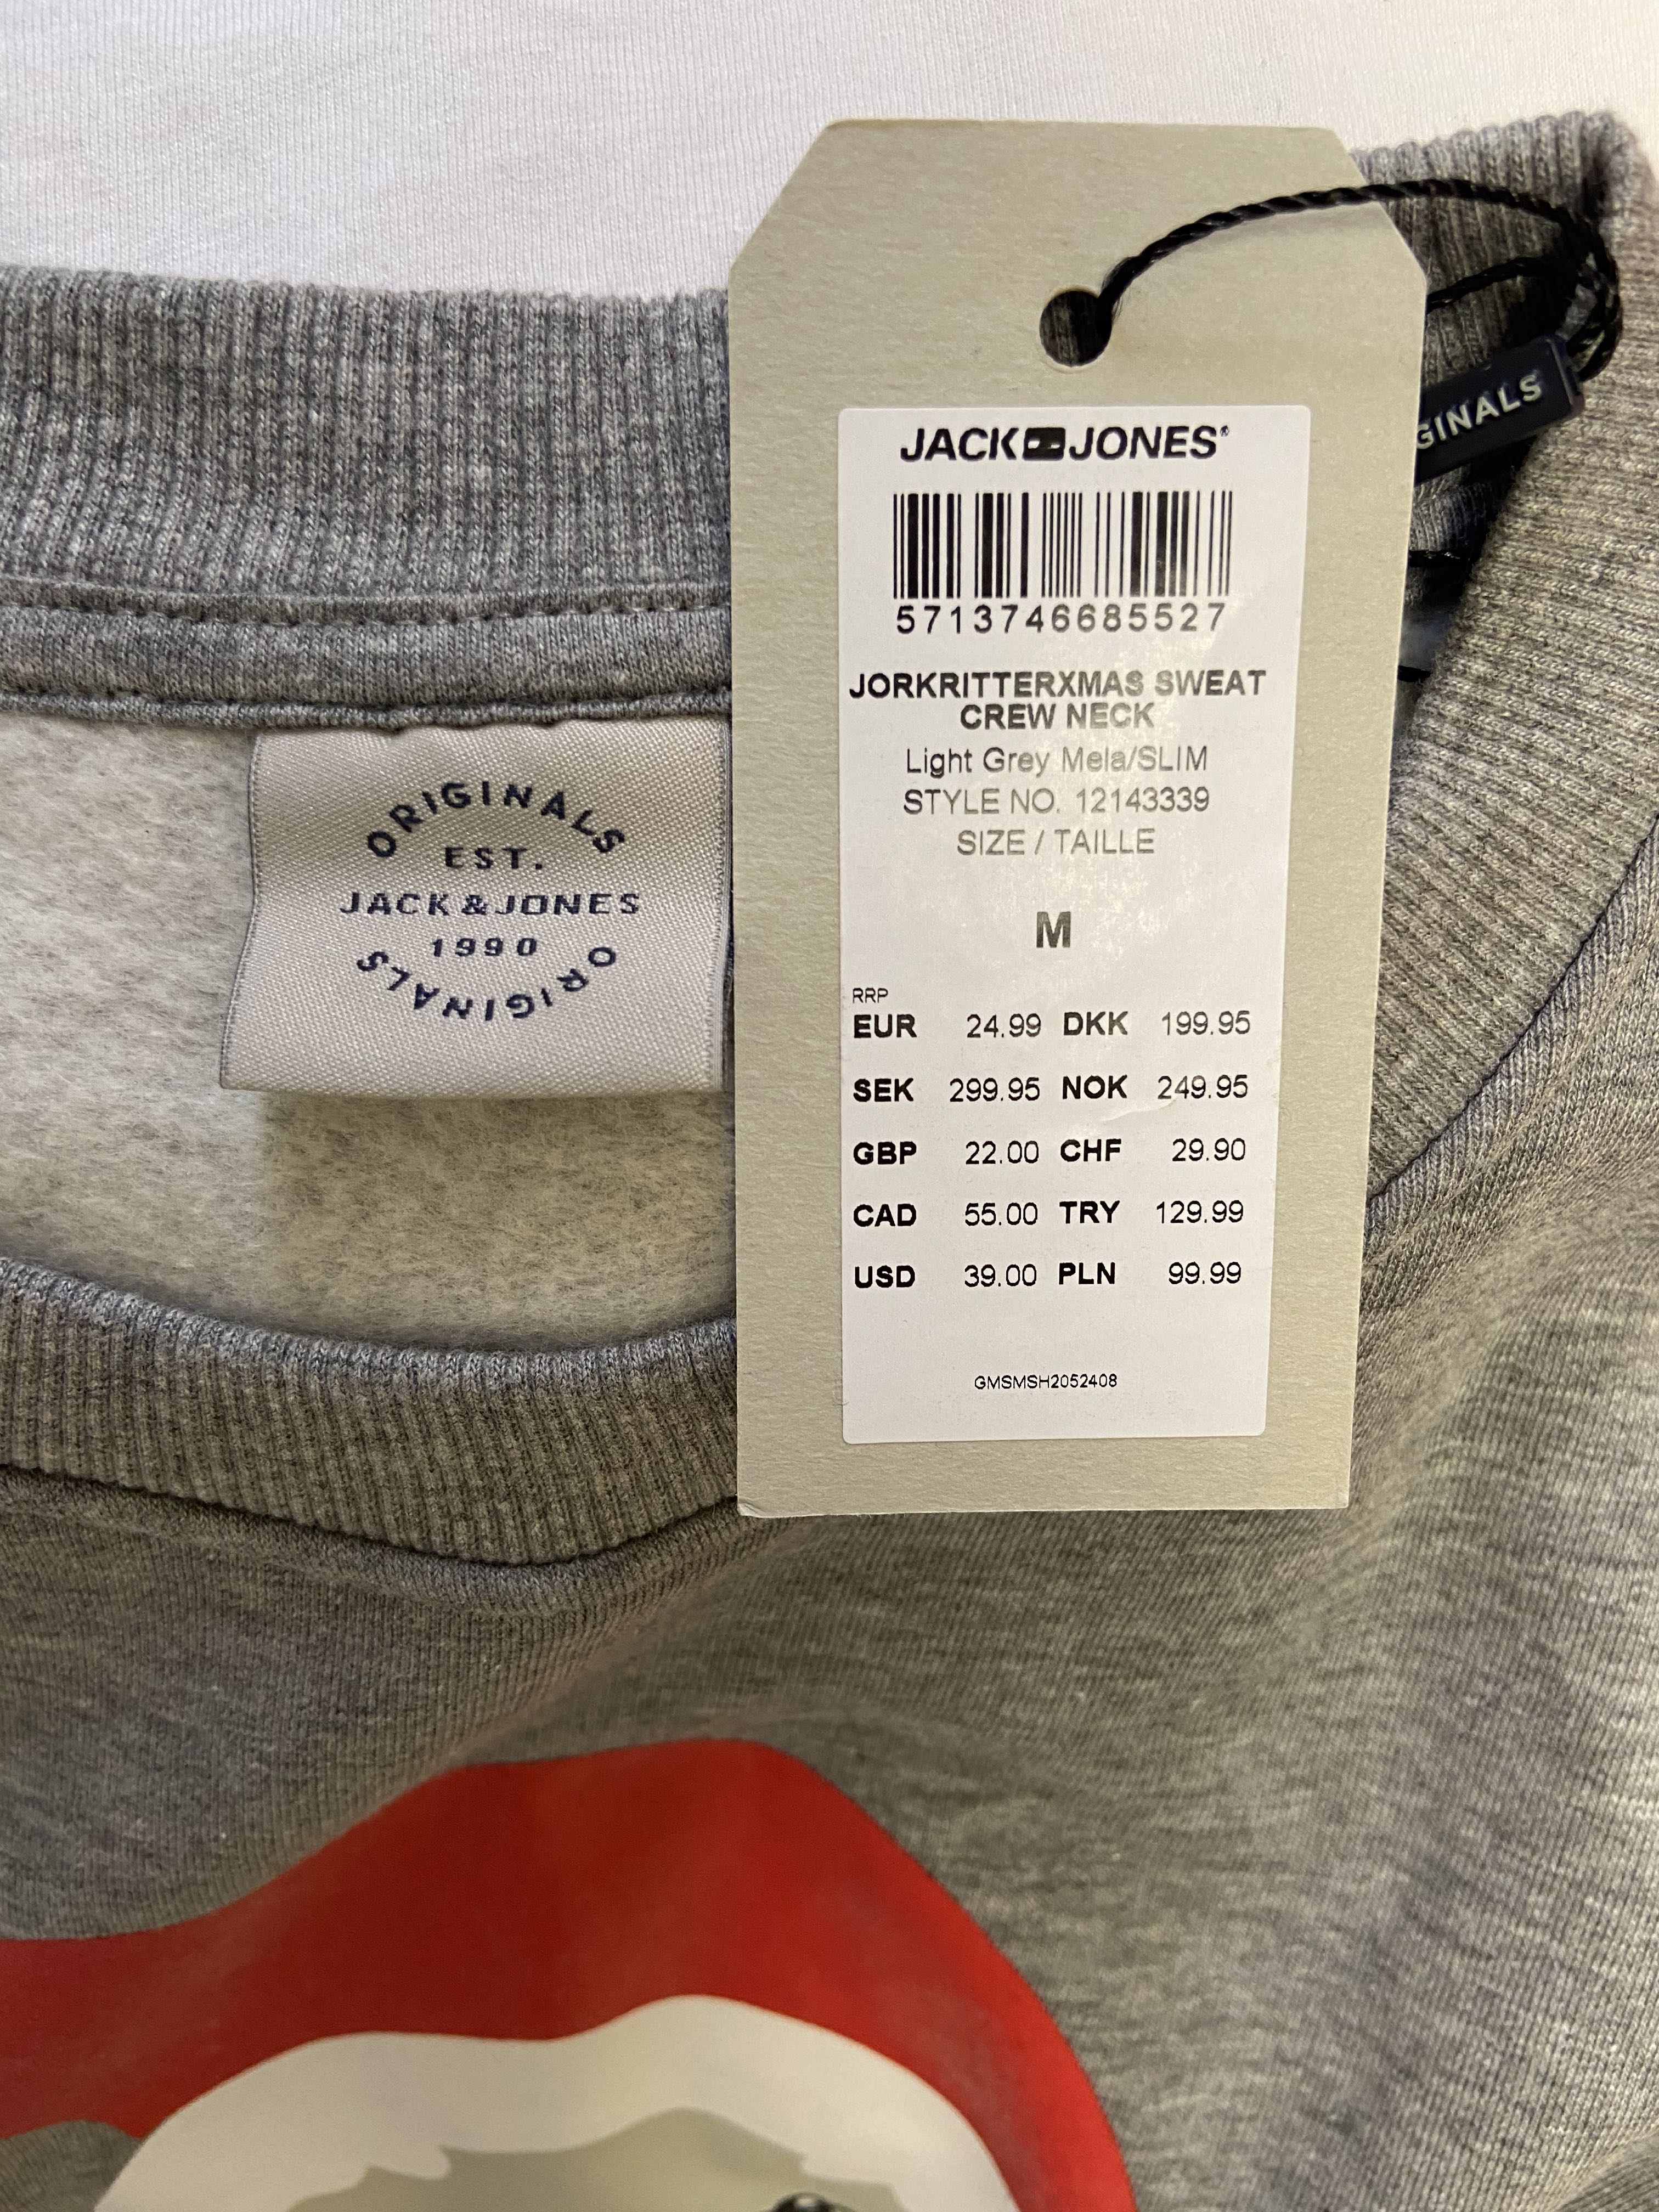 JACK JONES®
GINALS
5713746685527
JORKRITTERXMAS SWEAT
CREW NECK
Light Grey Mela/SLIM
STYLE NO. 12143339
SIZE / TAILLE
M
RRP
EUR 24.99 DKK 199.95
SEK 299.95 NOK 249.95
GBP 22.00 CHF 29.90
CAD 55.00 TRY 129.99
USD 39.00 PLN 99.99
GMSMSH2052408
ORIGINALS
EST.
JACK&JONES
1990
ORIGINALS